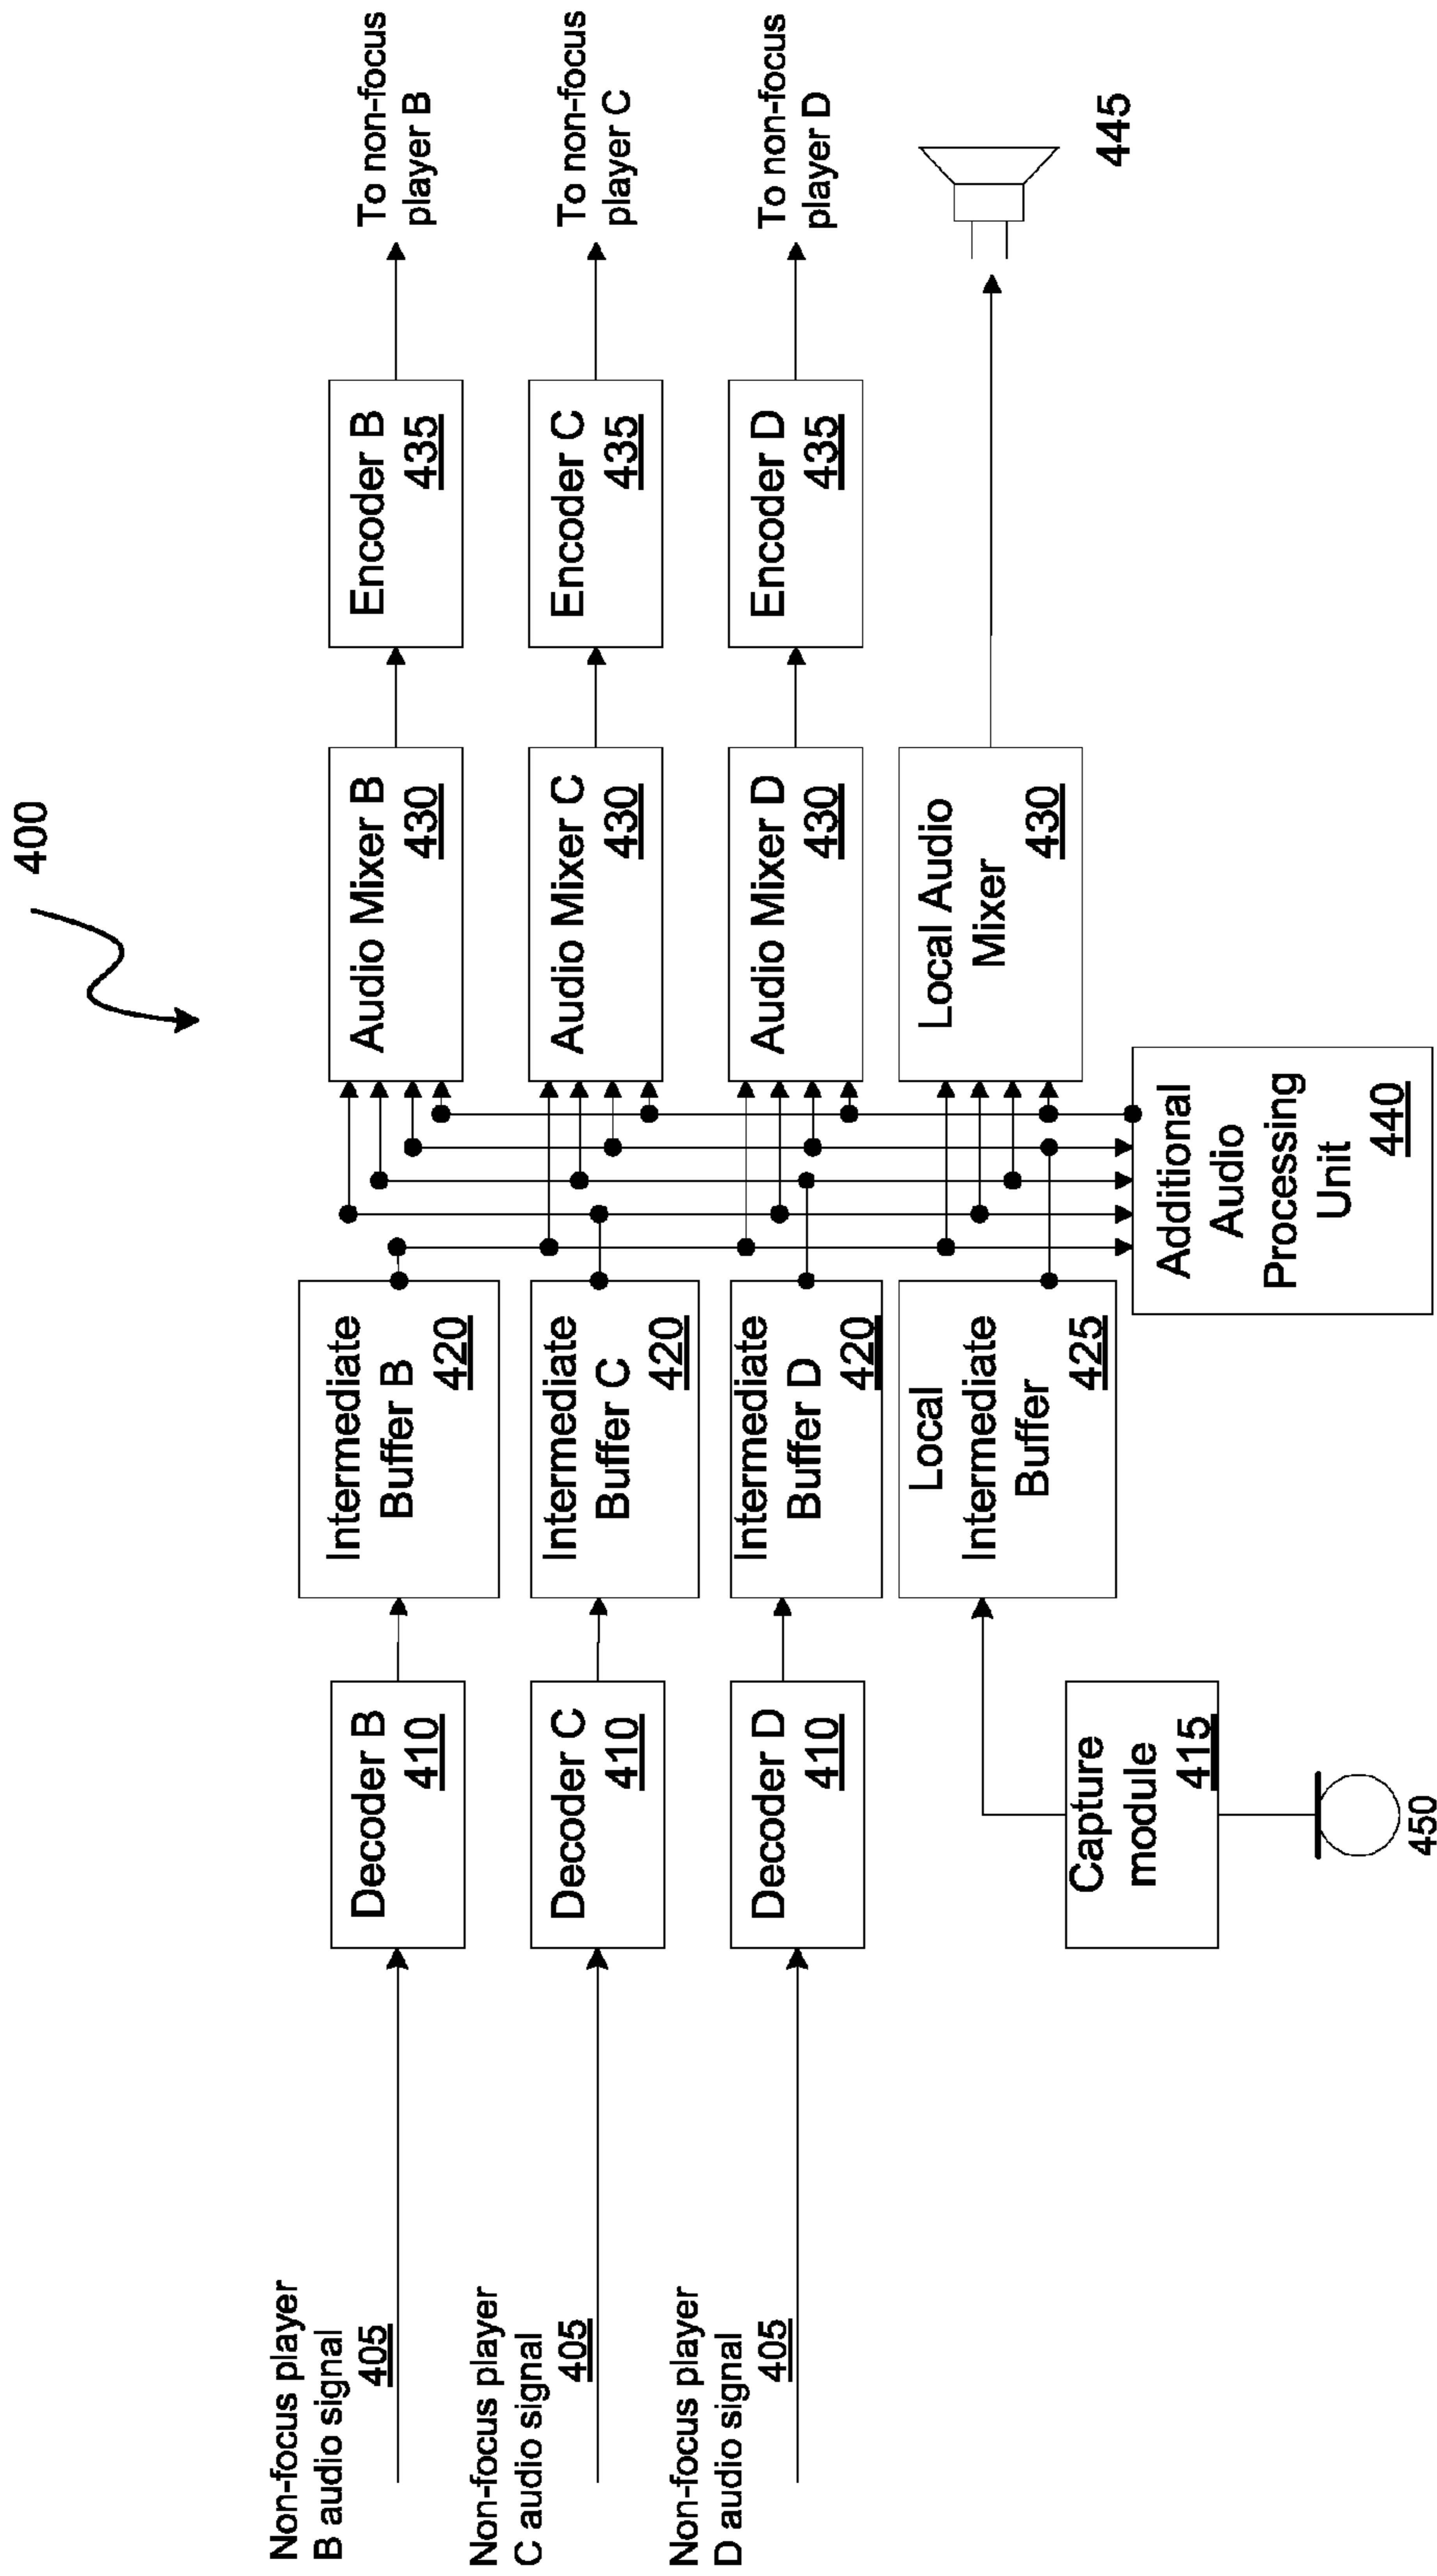 400
Non-focus player
B audio signal
405
Decoder B
410
Intermediate
Buffer B
420
Audio Mixer B
430
Encoder B
435
To non-focus
player B
Non-focus player
C audio signal
405
Decoder C
410
Intermediate
Buffer C
420
Audio Mixer C
430
Encoder C
435
To non-focus
player C
Non-focus player
D audio signal
405
Decoder D
410
Intermediate
Buffer D
420
Audio Mixer D
430
Encoder D
435
To non-focus
player D
Capture
module
415
450
Local
Intermediate
Buffer
425
Local Audio
Mixer
430
445
Additional
Audio
Processing
Unit
440